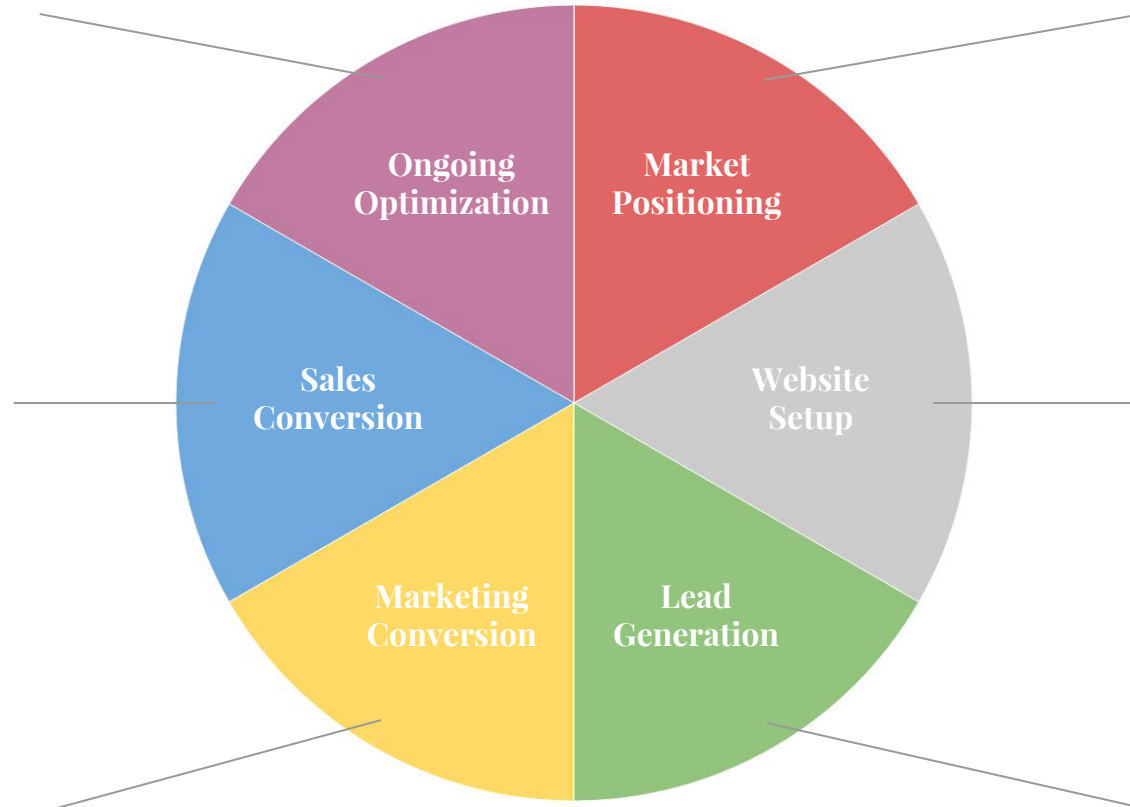 Ongoing
Optimization
Market
Positioning
Sales
Conversion
Website
Setup
Marketing
Conversion
Lead
Generation